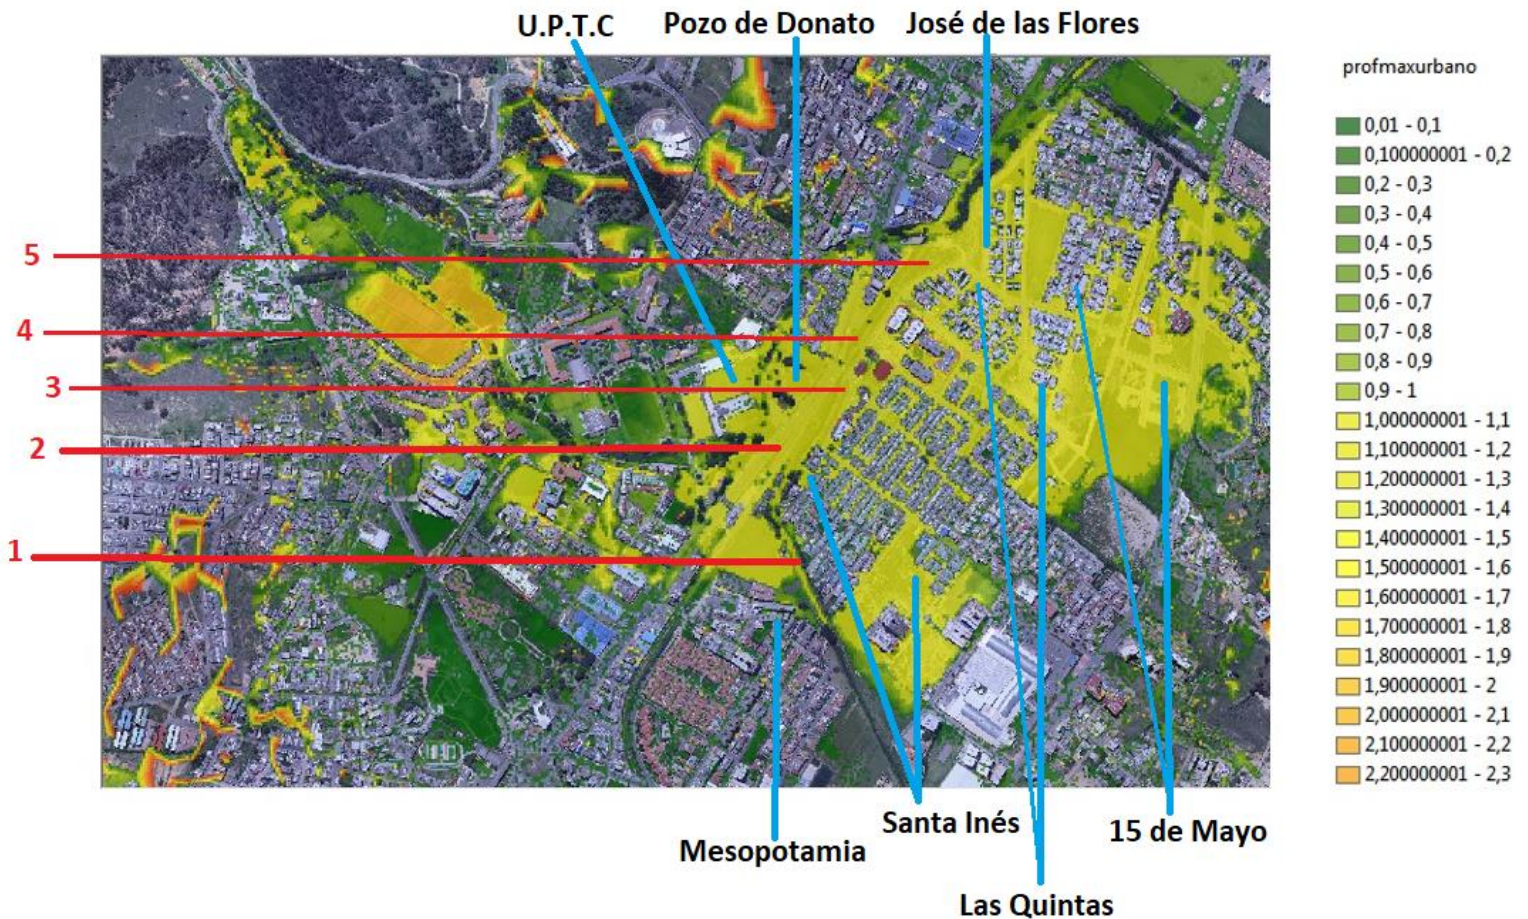 U.P.T.C
Pozo de Donato
José de las Flores
5
4
3
2
1
Mesopotamia
Santa Inés
15 de Mayo
Las Quintas
profmaxurbano
0,01 - 0,1
0,100000001 - 0,2
0,2 - 0,3
0,3 - 0,4
0,4 - 0,5
0,5 - 0,6
0,6 - 0,7
0,7 - 0,8
0,8 - 0,9
0,9 - 1
1,000000001 - 1,1
1,100000001 - 1,2
1,200000001 - 1,3
1,300000001 - 1,4
1,400000001 - 1,5
1,500000001 - 1,6
1,600000001 - 1,7
1,700000001 - 1,8
1,800000001 - 1,9
1,900000001 - 2
2,000000001 - 2,1
2,100000001 - 2,2
2,200000001 - 2,3